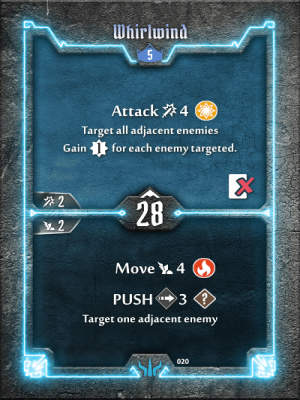 Whirlwind
5
Attack 4
Target all adjacent enemies
Gain 1 for each enemy targeted.
2
28
2
Move 4
PUSH 3 ?
Target one adjacent enemy
020